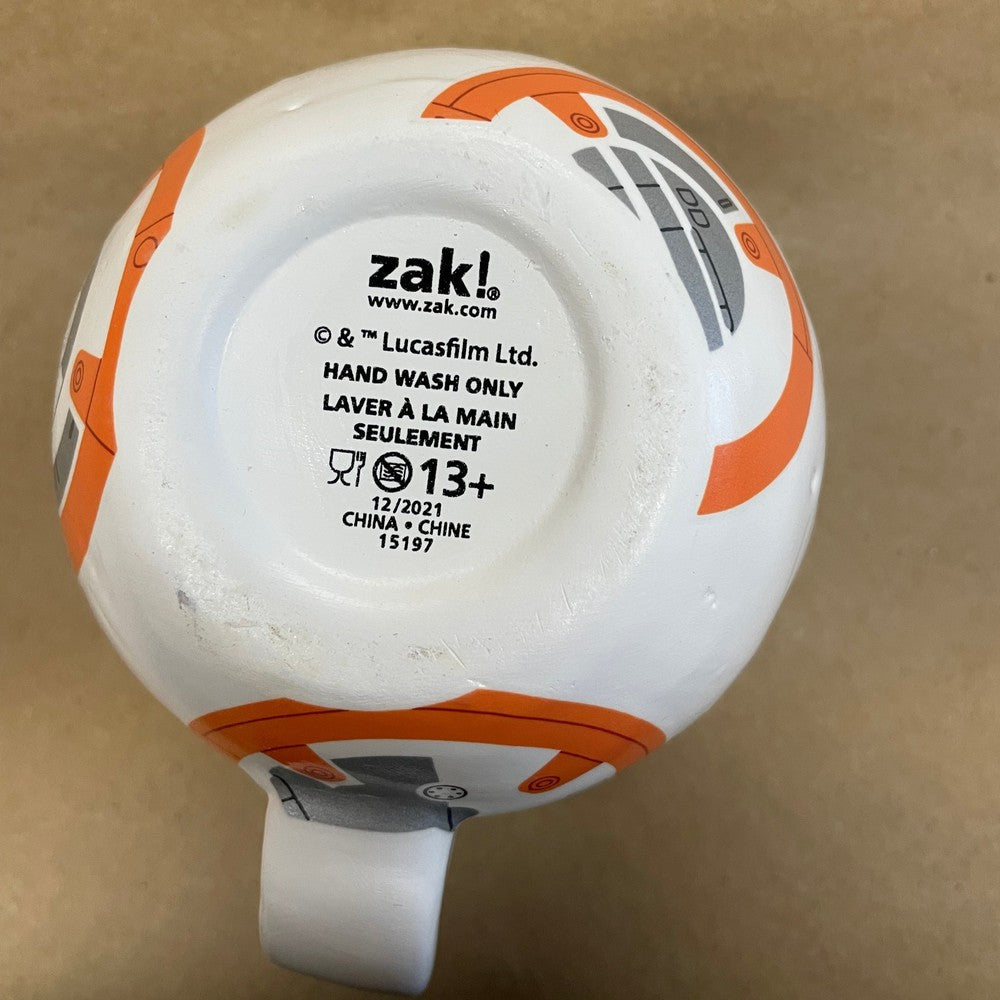 zak!®
www.zak.com
© & ™ Lucasfilm Ltd.
HAND WASH ONLY
LAVER À LA MAIN
SEULEMENT
13+
12/2021
CHINA • CHINE
15197